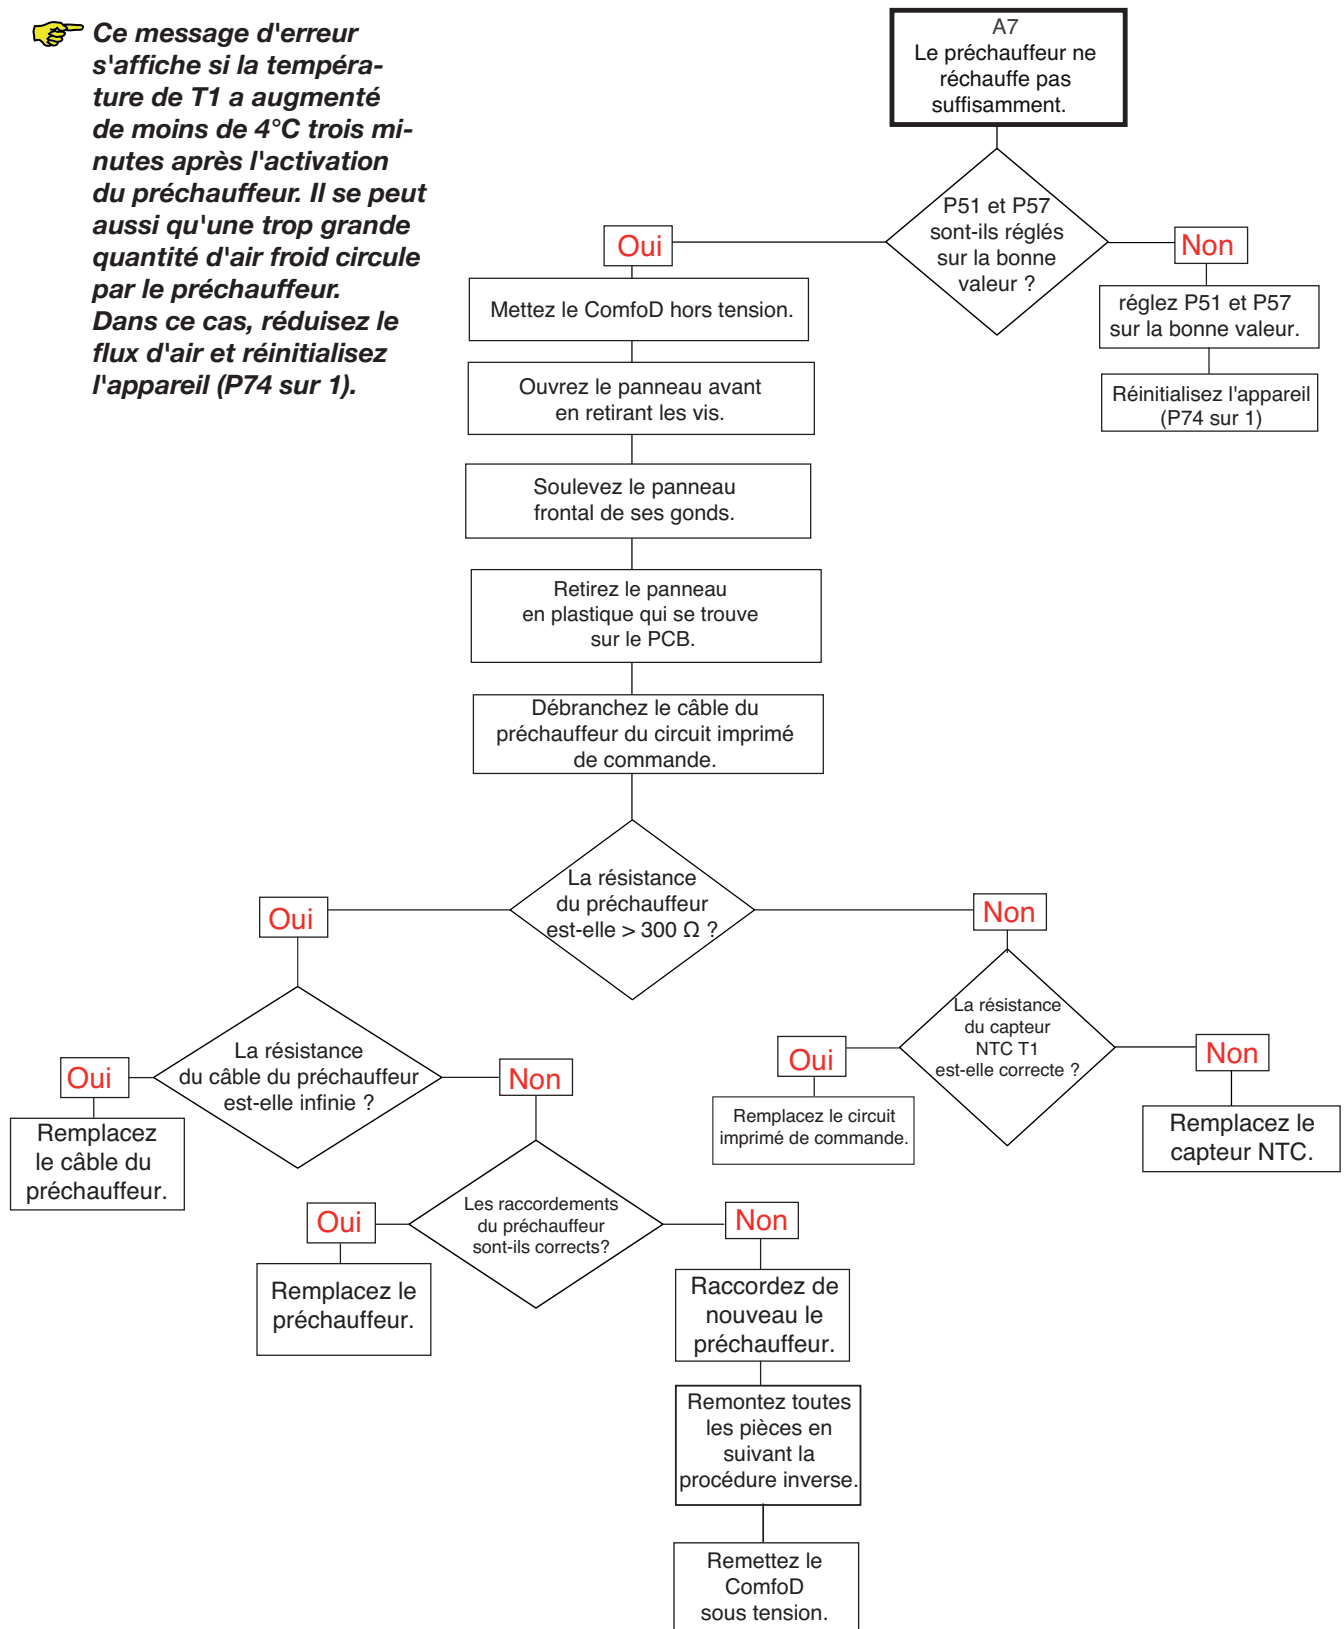 Ce message d'erreur
s'affiche si la tempéra-
ture de T1 a augmenté
de moins de 4°C trois mi-
nutes après l'activation
du préchauffeur. Il se peut
aussi qu'une trop grande
quantité d'air froid circule
par le préchauffeur.
Dans ce cas, réduisez le
flux d'air et réinitialisez
l'appareil (P74 sur 1).
A7
Le préchauffeur ne
réchauffe pas
suffisamment.
P51 et P57
sont-ils réglés
sur la bonne
valeur ?
Oui
Non
Mettez le ComfoD hors tension.
réglez P51 et P57
sur la bonne valeur.
Réinitialisez l'appareil
(P74 sur 1)
Ouvrez le panneau avant
en retirant les vis.
Soulevez le panneau
frontal de ses gonds.
Retirez le panneau
en plastique qui se trouve
sur le PCB.
Débranchez le câble du
préchauffeur du circuit imprimé
de commande.
La résistance
du préchauffeur
est-elle > 300 Ω ?
Oui
Non
La résistance
du câble du préchauffeur
est-elle infinie ?
La résistance
du capteur
NTC T1
est-elle correcte ?
Oui
Non
Oui
Non
Remplacez
le câble du
préchauffeur.
Remplacez le circuit
imprimé de commande.
Remplacez le
capteur NTC.
Les raccordements
du préchauffeur
sont-ils corrects?
Oui
Non
Remplacez le
préchauffeur.
Raccordez de
nouveau le
préchauffeur.
Remontez toutes
les pièces en
suivant la
procédure inverse.
Remettez le
ComfoD
sous tension.